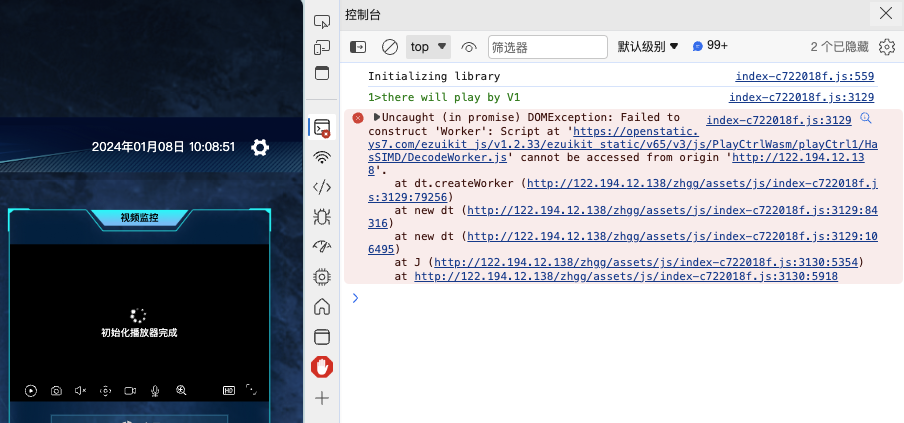 2024年01月08日 10:08:51
视频监控
初始化播放器完成
HD
控制台
top
筛选器
默认级别
99+
2 个已隐藏
Initializing library index-c722018f.js:559
1>there will play by V1 index-c722018f.js:3129
Uncaught (in promise) DOMException: Failed to index-c722018f.js:3129
construct 'Worker': Script at 'https://openstatic.
ys7.com/ezuikit_js/v1.2.33/ezuikit_static/v65/v3/js/PlayCtrlWasm/playCtrl1/Ha
sSIMD/DecodeWorker.js' cannot be accessed from origin 'http://122.194.12.13
8'.
at dt.createWorker (http://122.194.12.138/zhgg/assets/js/index-c722018f.j
s:3129:79256)
at new dt (http://122.194.12.138/zhgg/assets/js/index-c722018f.js:3129:84
316)
at new dt (http://122.194.12.138/zhgg/assets/js/index-c722018f.js:3129:10
6495)
at J (http://122.194.12.138/zhgg/assets/js/index-c722018f.js:3130:5354)
at http://122.194.12.138/zhgg/assets/js/index-c722018f.js:3130:5918